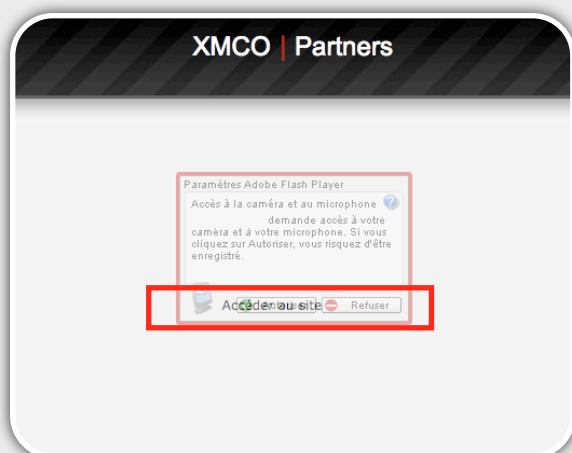 XMCO | Partners
Paramètres Adobe Flash Player
Accès à la caméra et au microphone ?
demande accès à votre
caméra et à votre microphone. Si vous
cliquez sur Autoriser, vous risquez d'être
enregistré.
Accéder au site
Refuser